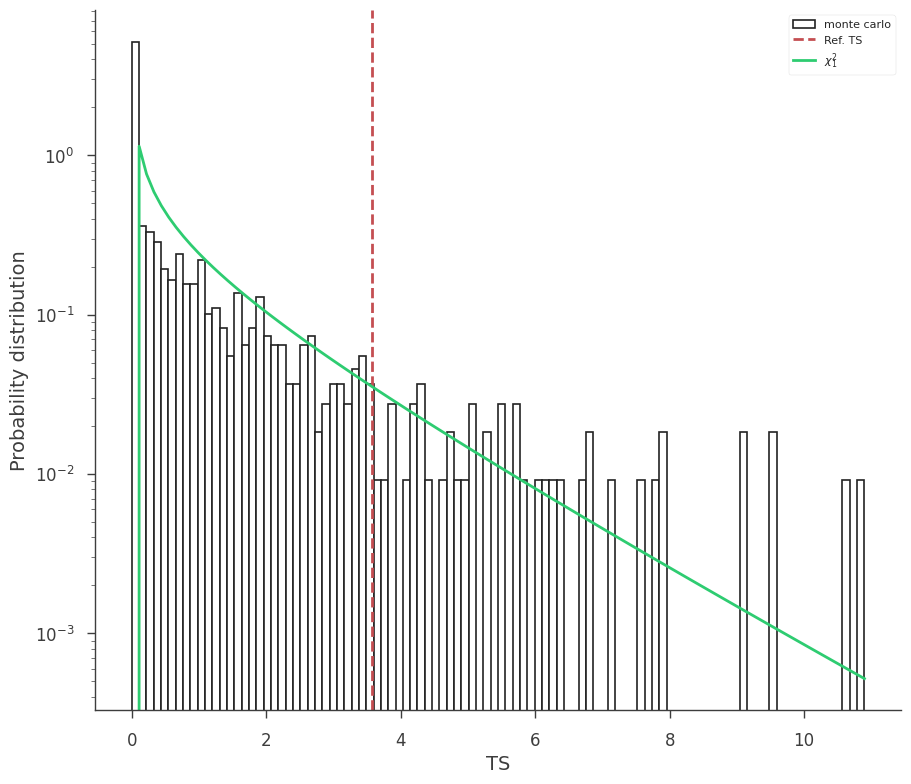 monte carlo
Ref. TS
χ²₁
Probability distribution
10⁰
10⁻¹
10⁻²
10⁻³
0 2 4 6 8 10
TS